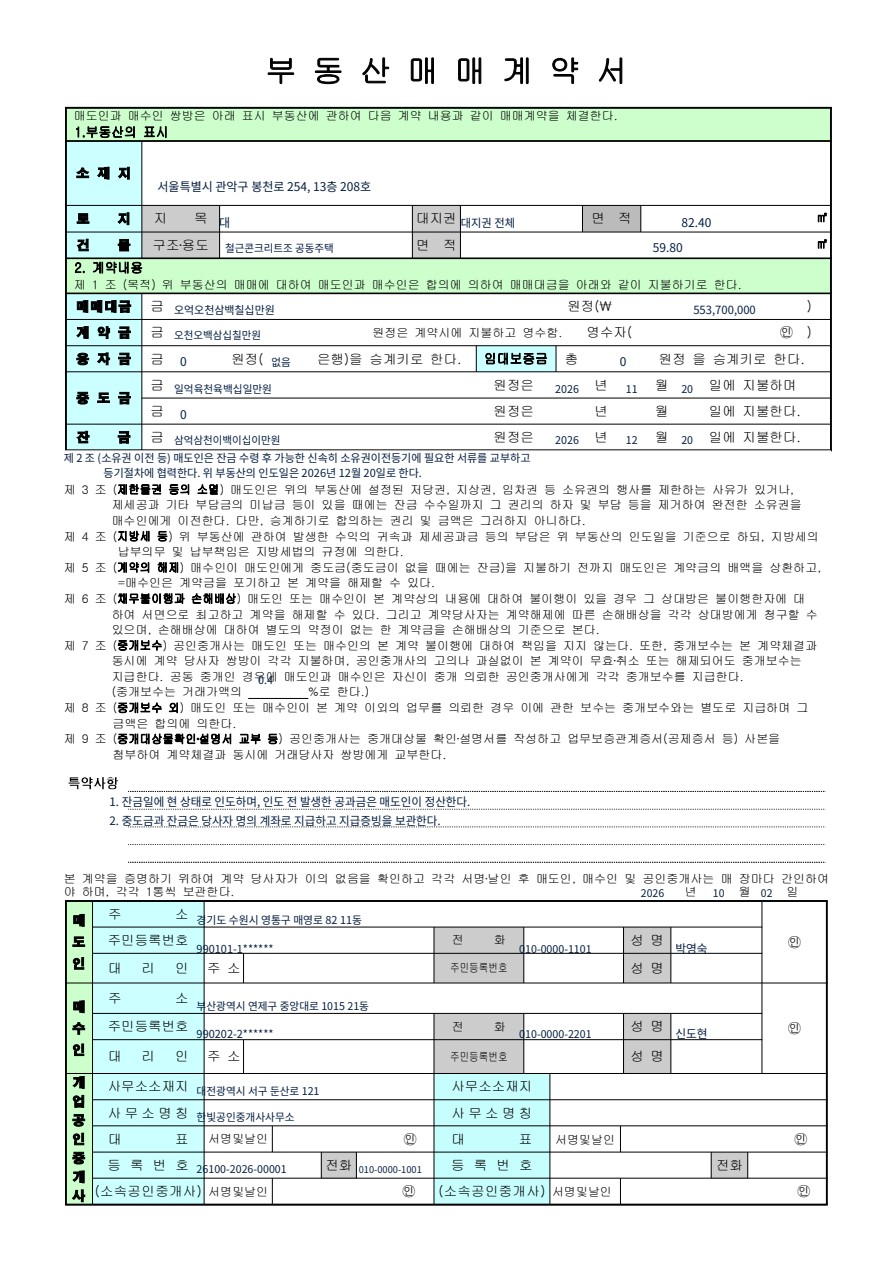 부 동 산 매 매 계 약 서
매도인과 매수인 쌍방은 아래 표시 부동산에 관하여 다음 계약 내용과 같이 매매계약을 체결한다.
1.부동산의 표시
소 재 지 서울특별시 관악구 봉천로 254, 13층 208호
토 지 지 목 대 대지권 대지권 전체 면 적 82.40 ㎡
건 물 구조·용도 철근콘크리트조 공동주택 면 적 59.80 ㎡
2. 계약내용
제 1 조 (목적) 위 부동산의 매매에 대하여 매도인과 매수인은 합의에 의하여 매매대금을 아래와 같이 지불하기로 한다.
매매대금 금 오억오천삼백칠십만원 원정(₩ 553,700,000 )
계 약 금 금 오천오백삼십칠만원 원정은 계약시에 지불하고 영수함. 영수자( ㊞ )
융 자 금 금 0 원정( 없음 은행)을 승계키로 한다. 임대보증금 총 0 원정 을 승계키로 한다.
중 도 금 금 일억육천육백십일만원 원정은 2026 년 11 월 20 일에 지불하며
금 0 원정은 년 월 일에 지불한다.
잔 금 금 삼억삼천이백이십이만원 원정은 2026 년 12 월 20 일에 지불한다.
제 2 조 (소유권 이전 등) 매도인은 잔금 수령 후 가능한 신속히 소유권이전등기에 필요한 서류를 교부하고
등기절차에 협력한다. 위 부동산의 인도일은 2026년 12월 20일로 한다.
제 3 조 (제한물권 등의 소멸) 매도인은 위의 부동산에 설정된 저당권, 지상권, 임차권 등 소유권의 행사를 제한하는 사유가 있거나,
제세공과 기타 부담금의 미납금 등이 있을 때에는 잔금 수수일까지 그 권리의 하자 및 부담 등을 제거하여 완전한 소유권을
매수인에게 이전한다. 다만, 승계하기로 합의하는 권리 및 금액은 그러하지 아니하다.
제 4 조 (지방세 등) 위 부동산에 관하여 발생한 수익의 귀속과 제세공과금 등의 부담은 위 부동산의 인도일을 기준으로 하되, 지방세의
납부의무 및 납부책임은 지방세법의 규정에 의한다.
제 5 조 (계약의 해제) 매수인이 매도인에게 중도금(중도금이 없을 때에는 잔금)을 지불하기 전까지 매도인은 계약금의 배액을 상환하고,
=매수인은 계약금을 포기하고 본 계약을 해제할 수 있다.
제 6 조 (채무불이행과 손해배상) 매도인 또는 매수인이 본 계약상의 내용에 대하여 불이행이 있을 경우 그 상대방은 불이행한자에 대
하여 서면으로 최고하고 계약을 해제할 수 있다. 그리고 계약당사자는 계약해제에 따른 손해배상을 각각 상대방에게 청구할 수
있으며, 손해배상에 대하여 별도의 약정이 없는 한 계약금을 손해배상의 기준으로 본다.
제 7 조 (중개보수) 공인중개사는 매도인 또는 매수인의 본 계약 불이행에 대하여 책임을 지지 않는다. 또한, 중개보수는 본 계약체결과
동시에 계약 당사자 쌍방이 각각 지불하며, 공인중개사의 고의나 과실없이 본 계약이 무효·취소 또는 해제되어도 중개보수는
지급한다. 공동 중개인 경우에 매도인과 매수인은 자신이 중개 의뢰한 공인중개사에게 각각 중개보수를 지급한다.
(중개보수는 거래가액의 0.4 %로 한다.)
제 8 조 (중개보수 외) 매도인 또는 매수인이 본 계약 이외의 업무를 의뢰한 경우 이에 관한 보수는 중개보수와는 별도로 지급하며 그
금액은 합의에 의한다.
제 9 조 (중개대상물확인·설명서 교부 등) 공인중개사는 중개대상물 확인·설명서를 작성하고 업무보증관계증서(공제증서 등) 사본을
첨부하여 계약체결과 동시에 거래당사자 쌍방에게 교부한다.
특약사항
1. 잔금일에 현 상태로 인도하며, 인도 전 발생한 공과금은 매도인이 정산한다.
2. 중도금과 잔금은 당사자 명의 계좌로 지급하고 지급증빙을 보관한다.
본 계약을 증명하기 위하여 계약 당사자가 이의 없음을 확인하고 각각 서명·날인 후 매도인, 매수인 및 공인중개사는 매 장마다 간인하여
야 하며, 각각 1통씩 보관한다. 2026 년 10 월 02 일
매도인 주 소 경기도 수원시 영통구 매영로 82 11동
주민등록번호 990101-1****** 전 화 010-0000-1101 성 명 박영숙 ㊞
대 리 인 주 소 주민등록번호 성 명
매수인 주 소 부산광역시 연제구 중앙대로 1015 21동
주민등록번호 990202-2****** 전 화 010-0000-2201 성 명 신도현 ㊞
대 리 인 주 소 주민등록번호 성 명
개업공인중개사 사무소소재지 대전광역시 서구 둔산로 121 사무소소재지
사 무 소 명 칭 한빛공인중개사사무소 사 무 소 명 칭
대 표 서명및날인 ㊞ 대 표 서명및날인 ㊞
등 록 번 호 26100-2026-00001 전화 010-0000-1001 등 록 번 호 전화
(소속공인중개사) 서명및날인 ㊞ (소속공인중개사) 서명및날인 ㊞